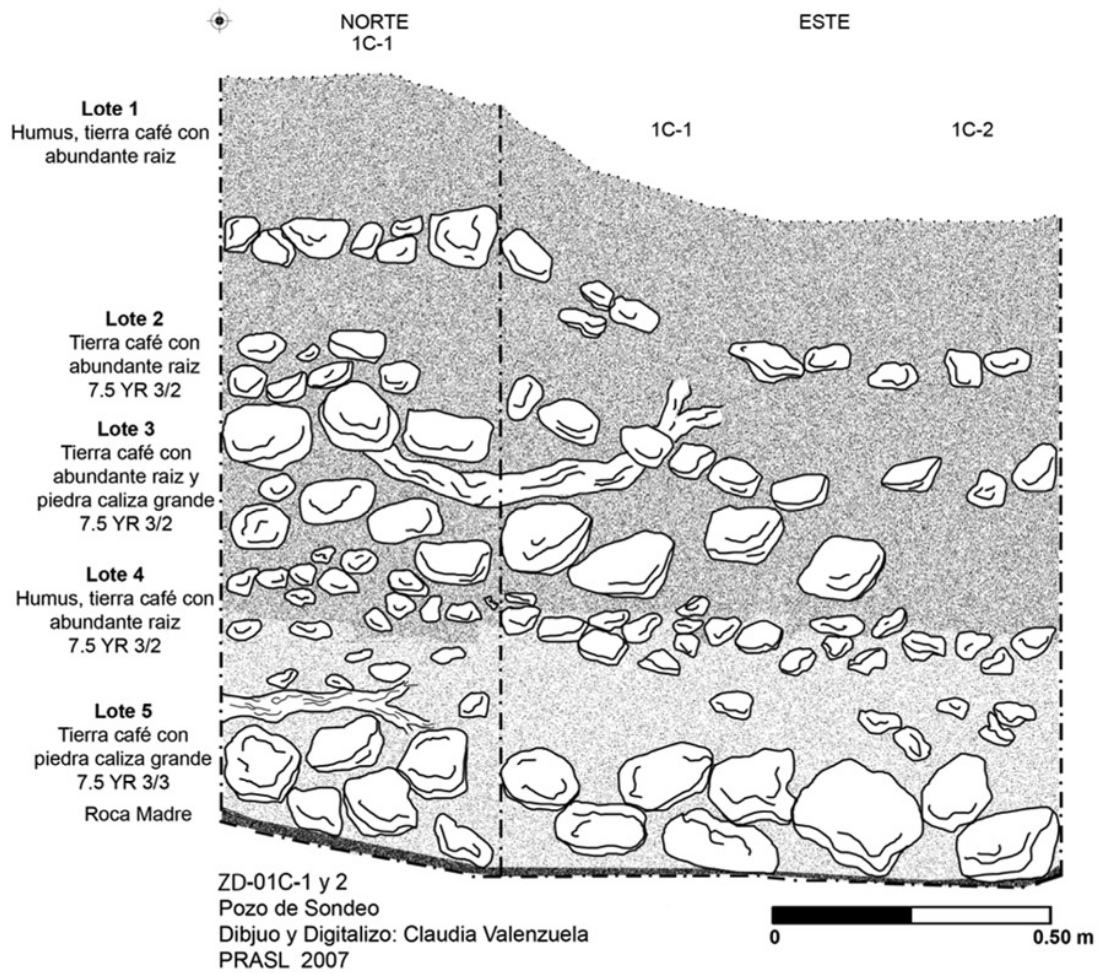 NORTE
1C-1
ESTE
1C-1
1C-2
Lote 1
Humus, tierra café con
abundante raiz
Lote 2
Tierra café con
abundante raiz
7.5 YR 3/2
Lote 3
Tierra café con
abundante raiz y
piedra caliza grande
7.5 YR 3/2
Lote 4
Humus, tierra café con
abundante raiz
7.5 YR 3/2
Lote 5
Tierra café con
piedra caliza grande
7.5 YR 3/3
Roca Madre
ZD-01C-1 y 2
Pozo de Sondeo
Dibjuo y Digitalizo: Claudia Valenzuela
PRASL 2007
0
0.50 m